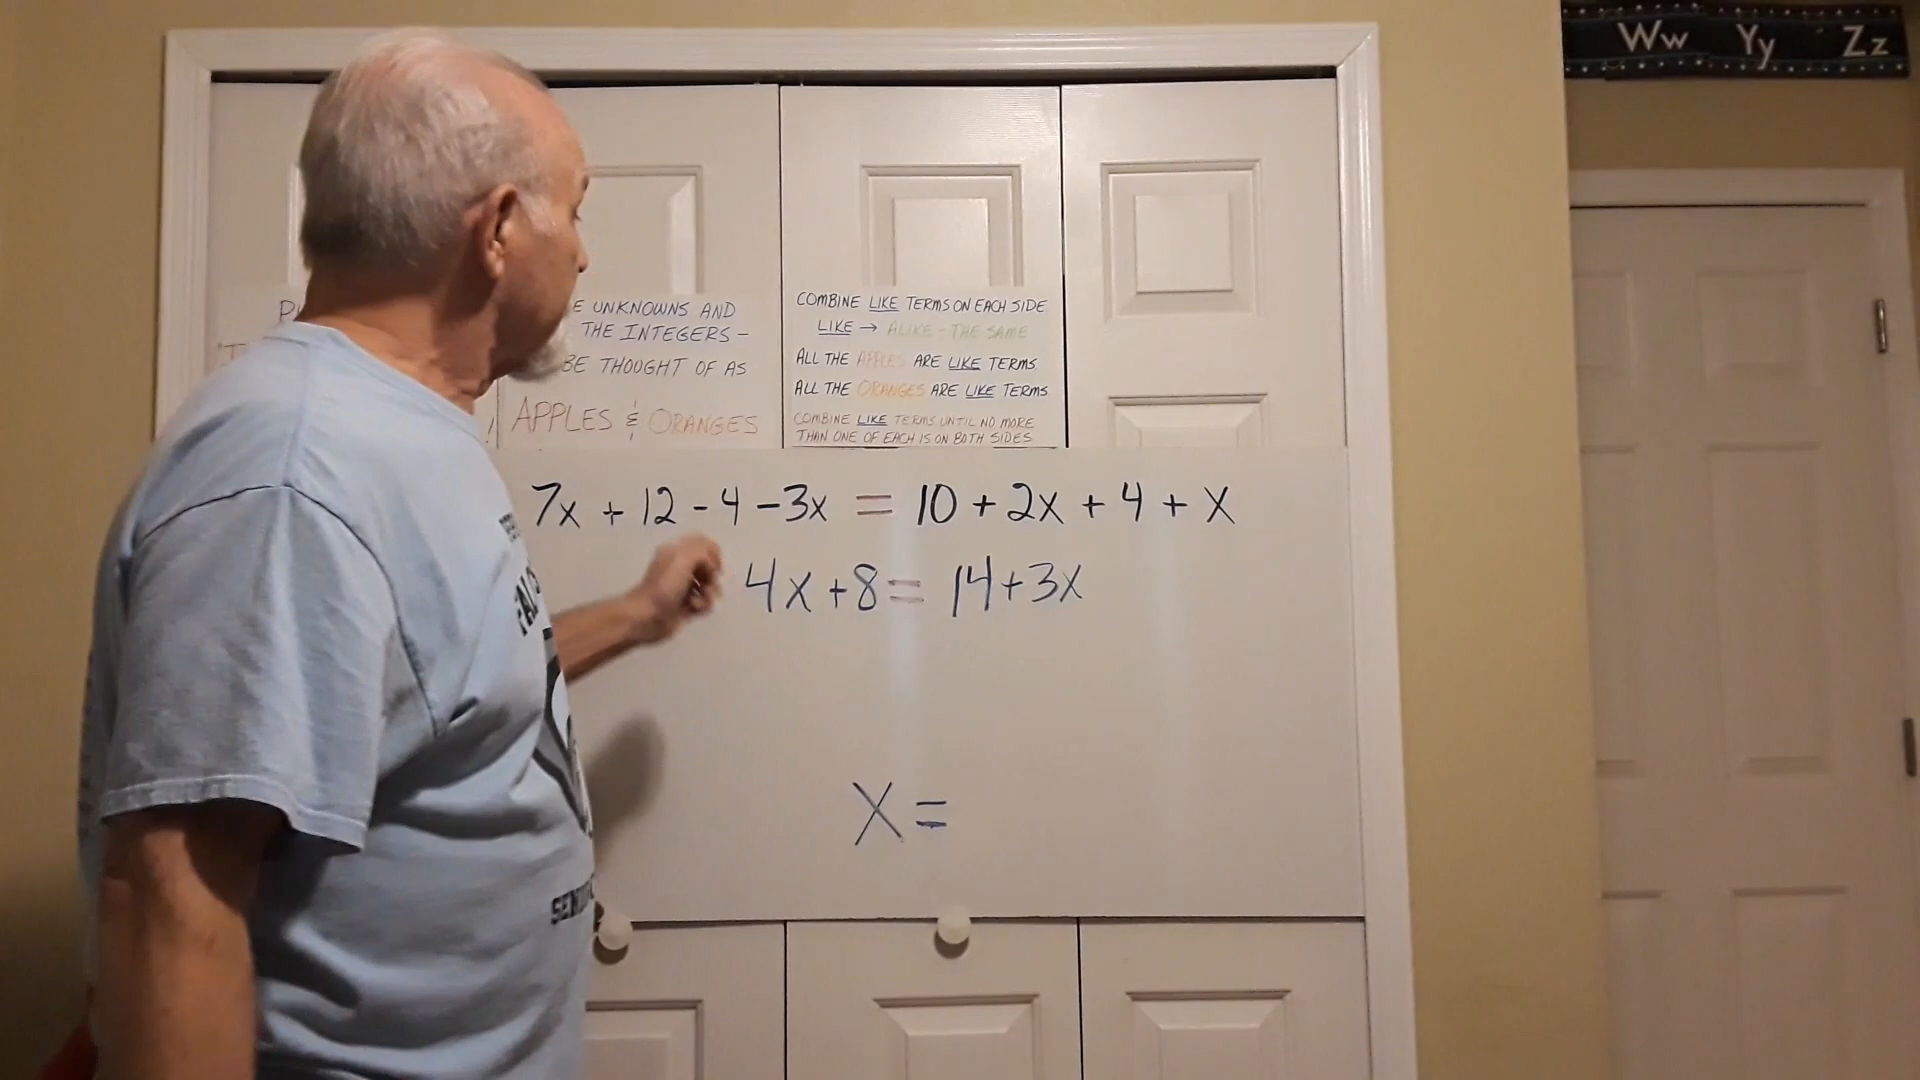 Ww Yy Zz
E UNKNOWNS AND
THE INTEGERS –
BE THOUGHT OF AS
! APPLES & ORANGES
COMBINE LIKE TERMS ON EACH SIDE
LIKE → ALIKE - THE SAME
ALL THE APPLES ARE LIKE TERMS
ALL THE ORANGES ARE LIKE TERMS
COMBINE LIKE TERMS UNTIL NO MORE
THAN ONE OF EACH IS ON BOTH SIDES
7x + 12 - 4 - 3x = 10 + 2x + 4 + x
4x + 8 = 14 + 3x
X =